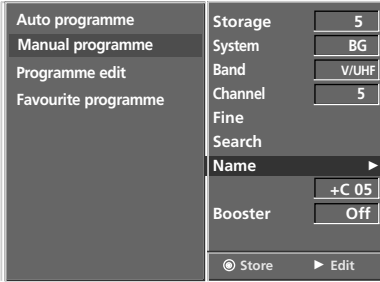 Auto programme
Manual programme
Programme edit
Favourite programme
Storage 5
System BG
Band V/UHF
Channel 5
Fine
Search
Name ►
+C 05
Booster Off
◉ Store ► Edit